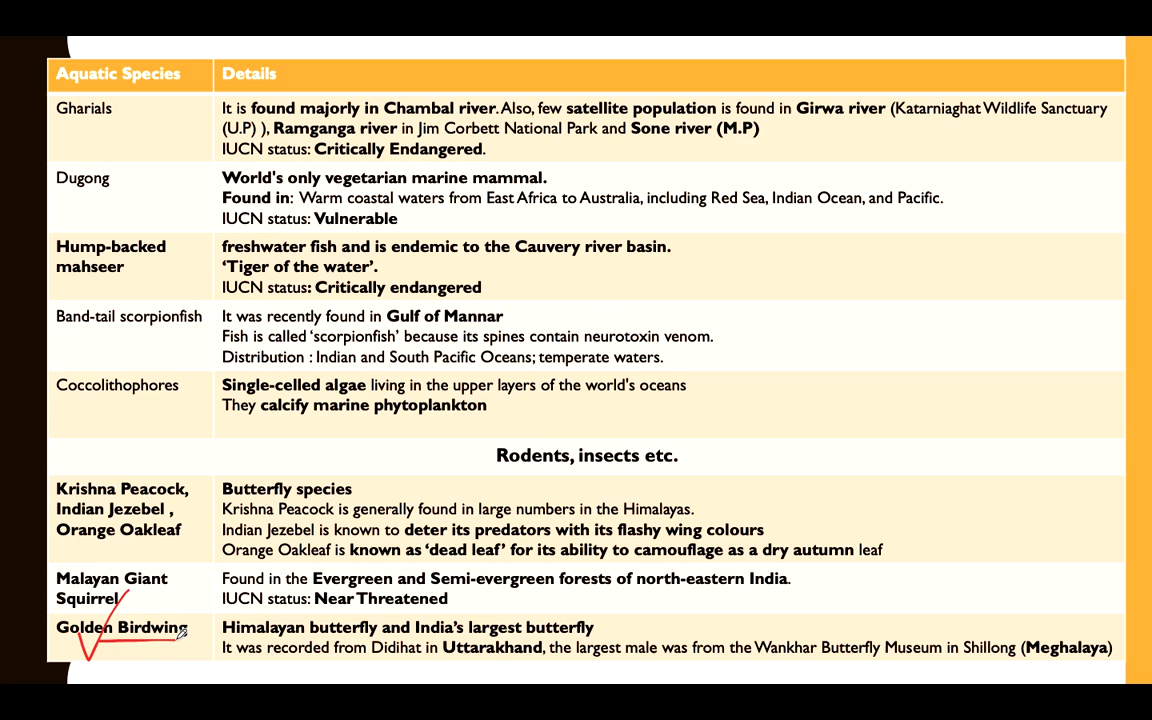 Aquatic Species Details
Gharials
It is found majorly in Chambal river. Also, few satellite population is found in Girwa river (Katarniaghat Wildlife Sanctuary
(U.P) ), Ramganga river in Jim Corbett National Park and Sone river (M.P)
IUCN status: Critically Endangered.
Dugong
World's only vegetarian marine mammal.
Found in: Warm coastal waters from East Africa to Australia, including Red Sea, Indian Ocean, and Pacific.
IUCN status: Vulnerable
Hump-backed
mahseer
freshwater fish and is endemic to the Cauvery river basin.
‘Tiger of the water’.
IUCN status: Critically endangered
Band-tail scorpionfish
It was recently found in Gulf of Mannar
Fish is called ‘scorpionfish’ because its spines contain neurotoxin venom.
Distribution : Indian and South Pacific Oceans; temperate waters.
Coccolithophores
Single-celled algae living in the upper layers of the world's oceans
They calcify marine phytoplankton
Rodents, insects etc.
Krishna Peacock,
Indian Jezebel ,
Orange Oakleaf
Butterfly species
Krishna Peacock is generally found in large numbers in the Himalayas.
Indian Jezebel is known to deter its predators with its flashy wing colours
Orange Oakleaf is known as ‘dead leaf’ for its ability to camouflage as a dry autumn leaf
Malayan Giant
Squirrel
Found in the Evergreen and Semi-evergreen forests of north-eastern India.
IUCN status: Near Threatened
Golden Birdwing
Himalayan butterfly and India’s largest butterfly
It was recorded from Didihat in Uttarakhand, the largest male was from the Wankhar Butterfly Museum in Shillong (Meghalaya)